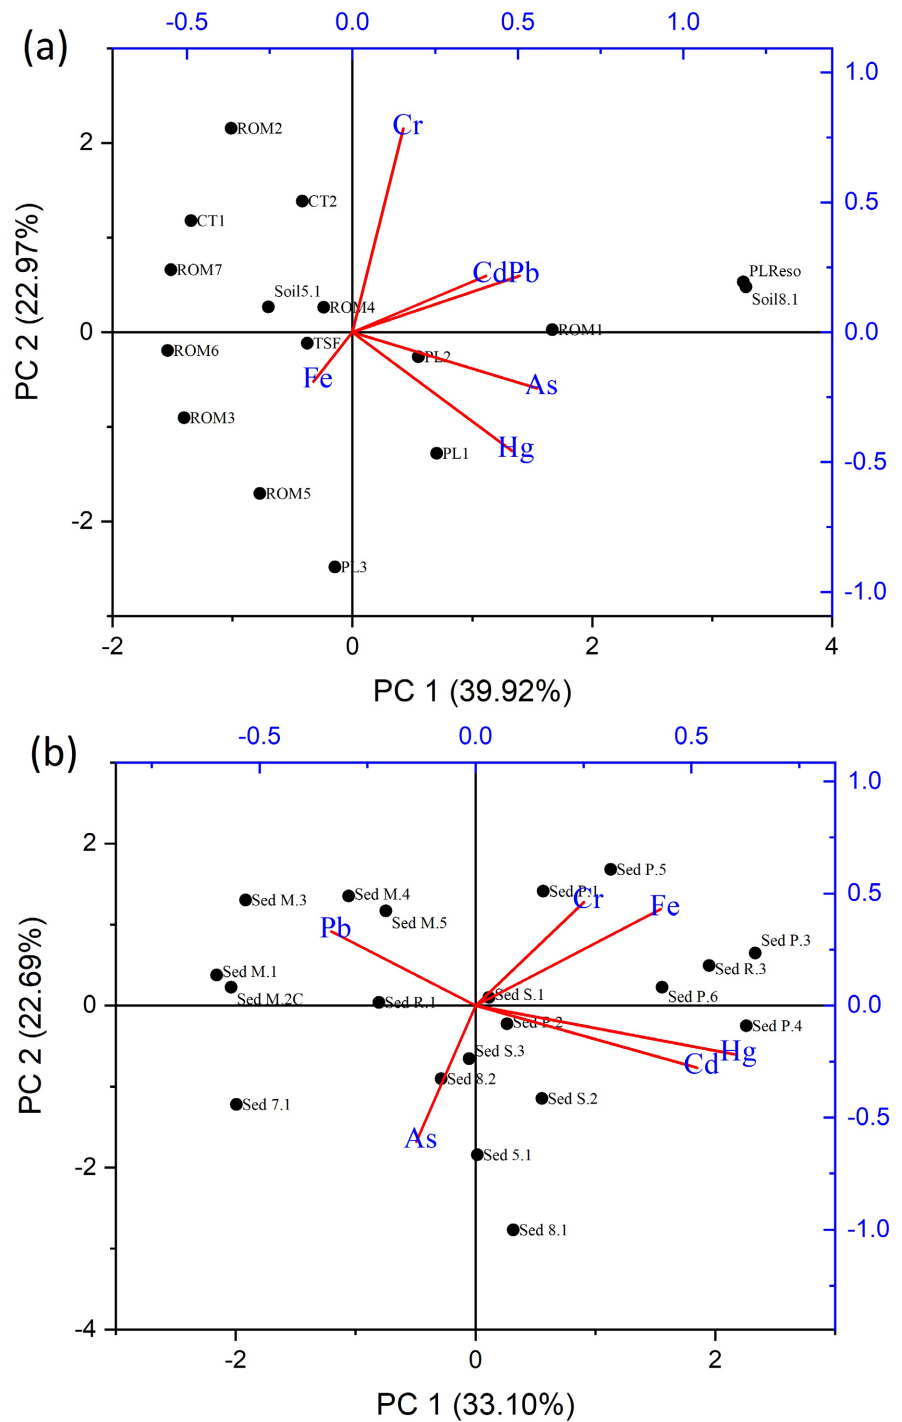 (a)
-0.5 0.0 0.5 1.0
1.0
Cr
ROM2
2
CT2
0.5
CT1
CdPb
ROM7
PLReso
Soil5.1
Soil8.1
ROM4
PC 2 (22.97%)
0
ROM1
0.0
TSF
ROM6
PL2
Fe
As
ROM3
Hg
PL1
-0.5
ROM5
-2
PL3
-1.0
-2 0 2 4
PC 1 (39.92%)
(b)
-0.5 0.0 0.5
1.0
2
Sed P.5
Sed P.1
Sed M.4
Sed M.3
Cr
Fe
0.5
Sed M.5
Pb
Sed P.3
Sed R.3
Sed M.1
Sed P.6
Sed M.2C
Sed S.1
Sed R.1
0
0.0
PC 2 (22.69%)
Sed P.2
Sed P.4
Sed S.3
Hg
Cd
Sed 8.2
Sed S.2
Sed 7.1
-0.5
As
Sed 5.1
-2
Sed 8.1
-1.0
-4
-2 0 2
PC 1 (33.10%)